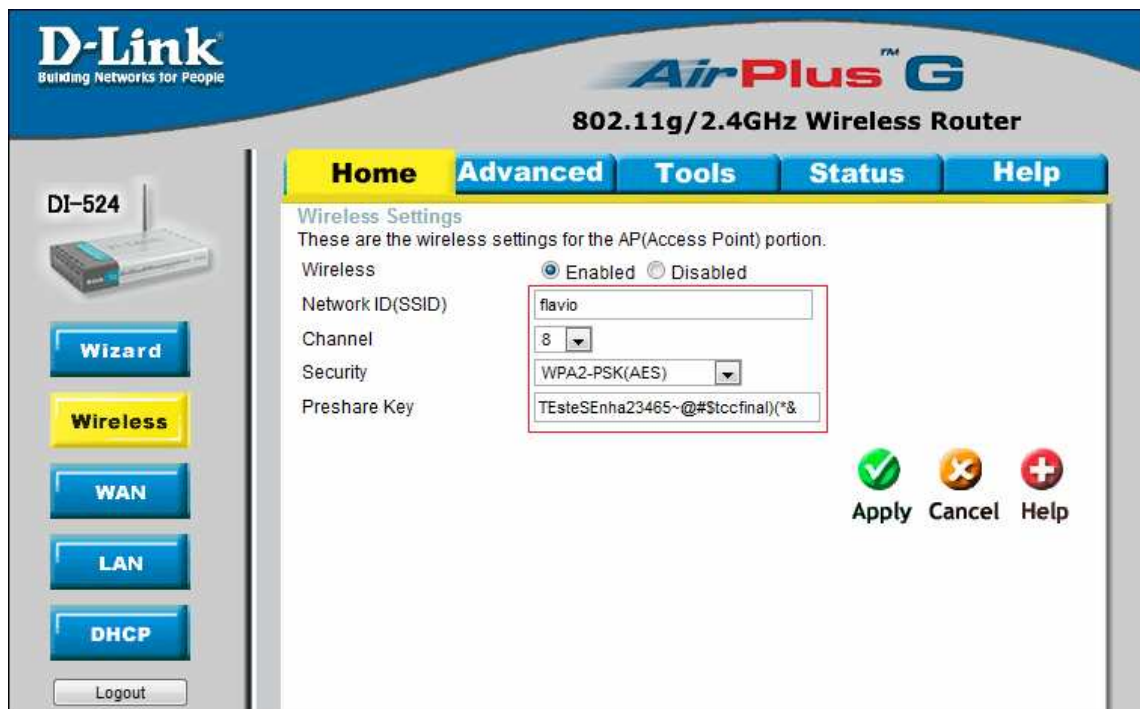 D-Link
Building Networks for People
AirPlus™G
802.11g/2.4GHz Wireless Router
DI-524
Home
Advanced
Tools
Status
Help
Wireless Settings
These are the wireless settings for the AP(Access Point) portion.
Wireless Enabled Disabled
Network ID(SSID) flavio
Channel 8
Security WPA2-PSK(AES)
Preshare Key TEsteSEnha23465~@#$tccfinal)(*&
Apply Cancel Help
Wizard
Wireless
WAN
LAN
DHCP
Logout